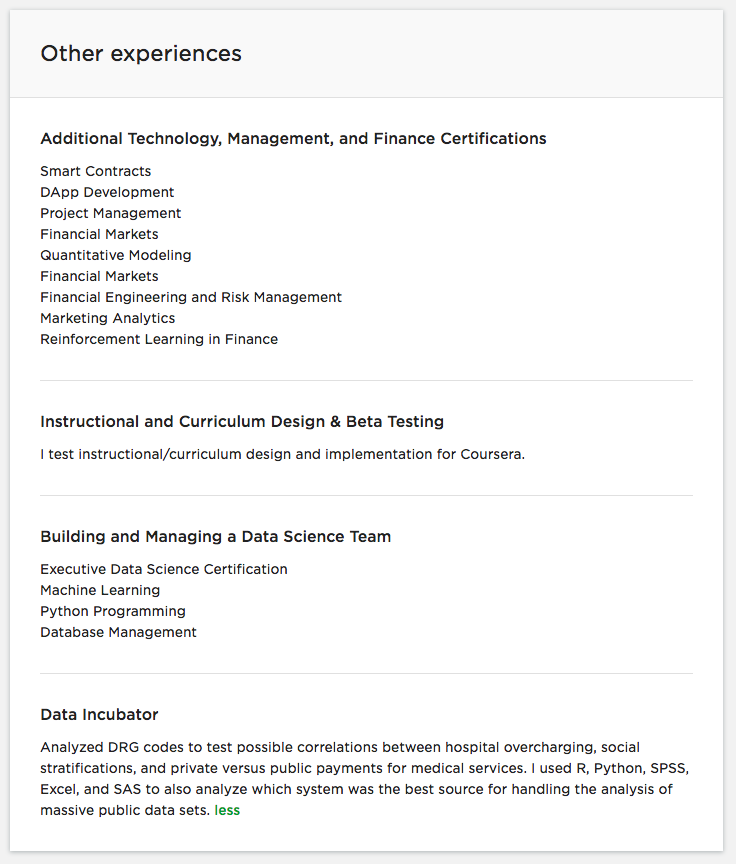 Other experiences
Additional Technology, Management, and Finance Certifications
Smart Contracts
DApp Development
Project Management
Financial Markets
Quantitative Modeling
Financial Markets
Financial Engineering and Risk Management
Marketing Analytics
Reinforcement Learning in Finance
Instructional and Curriculum Design & Beta Testing
I test instructional/curriculum design and implementation for Coursera.
Building and Managing a Data Science Team
Executive Data Science Certification
Machine Learning
Python Programming
Database Management
Data Incubator
Analyzed DRG codes to test possible correlations between hospital overcharging, social
stratifications, and private versus public payments for medical services. I used R, Python, SPSS,
Excel, and SAS to also analyze which system was the best source for handling the analysis of
massive public data sets. less